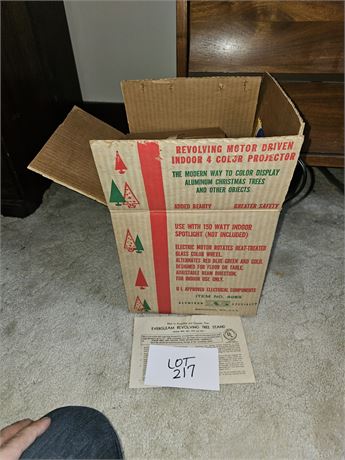 REVOLVING MOTOR DRIVEN
INDOOR 4 COLOR PROJECTOR
THE MODERN WAY TO COLOR DISPLAY
ALUMINUM CHRISTMAS TREES
AND OTHER OBJECTS.
ADDED BEAUTY GREATER SAFETY
USE WITH 150 WATT INDOOR
SPOTLIGHT (NOT INCLUDED)
ELECTRIC MOTOR ROTATES HEAT-TREATED
GLASS COLOR WHEEL.
ALTERNATES RED, BLUE, GREEN AND GOLD.
DESIGNED FOR FLOOR OR TABLE.
ADJUSTABLE BEAM DIRECTION.
FOR INDOOR USE ONLY.
U L APPROVED ELECTRICAL COMPONENTS
ITEM NO.
SPECIALTY
EVERGLEAM REVOLVING TREE STAND
LOT
217